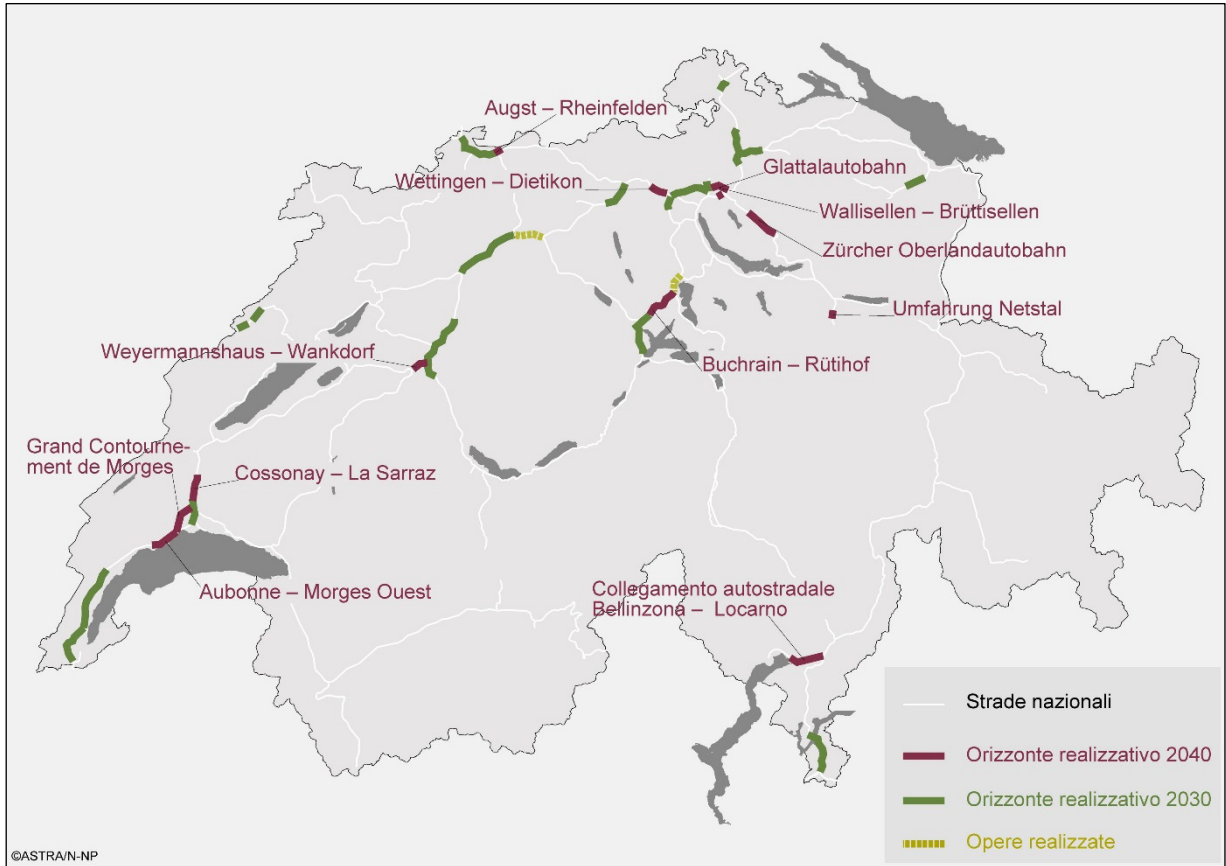 Augst – Rheinfelden
Wettingen – Dietikon
Glattalautobahn
Wallisellen – Brüttisellen
Zürcher Oberlandautobahn
Umfahrung Netstal
Weyermannshaus – Wankdorf
Buchrain – Rütihof
Grand Contourne-
ment de Morges
Cossonay – La Sarraz
Aubonne – Morges Ouest
Collegamento autostradale
Bellinzona – Locarno
Strade nazionali
Orizzonte realizzativo 2040
Orizzonte realizzativo 2030
Opere realizzate
©ASTRA/N-NP